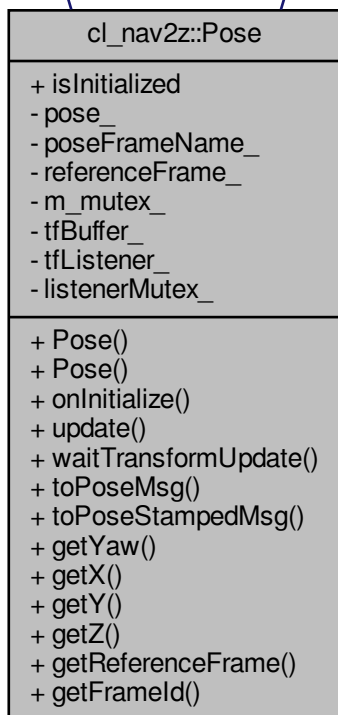 cl_nav2z::Pose
+ isInitialized
- pose_
- poseFrameName_
- referenceFrame_
- m_mutex_
- tfBuffer_
- tfListener_
- listenerMutex_
+ Pose()
+ Pose()
+ onInitialize()
+ update()
+ waitTransformUpdate()
+ toPoseMsg()
+ toPoseStampedMsg()
+ getYaw()
+ getX()
+ getY()
+ getZ()
+ getReferenceFrame()
+ getFrameId()